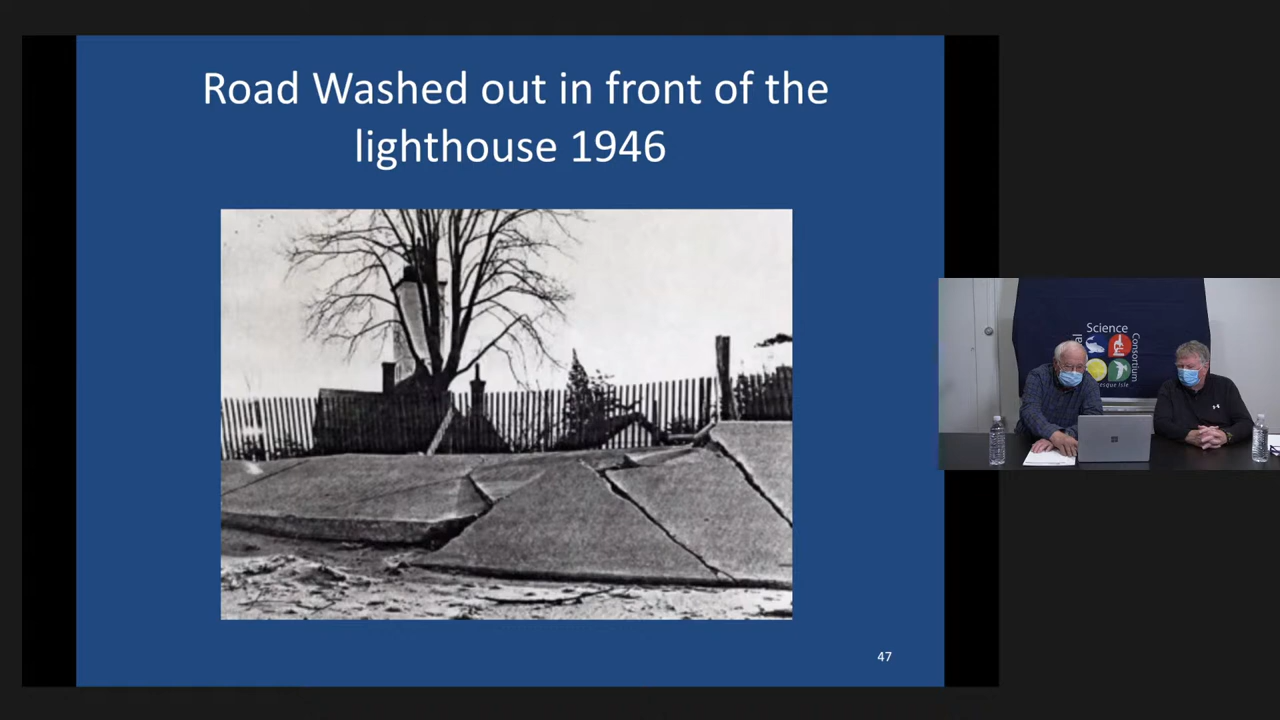 Road Washed out in front of the
lighthouse 1946
47
Science
Consortium